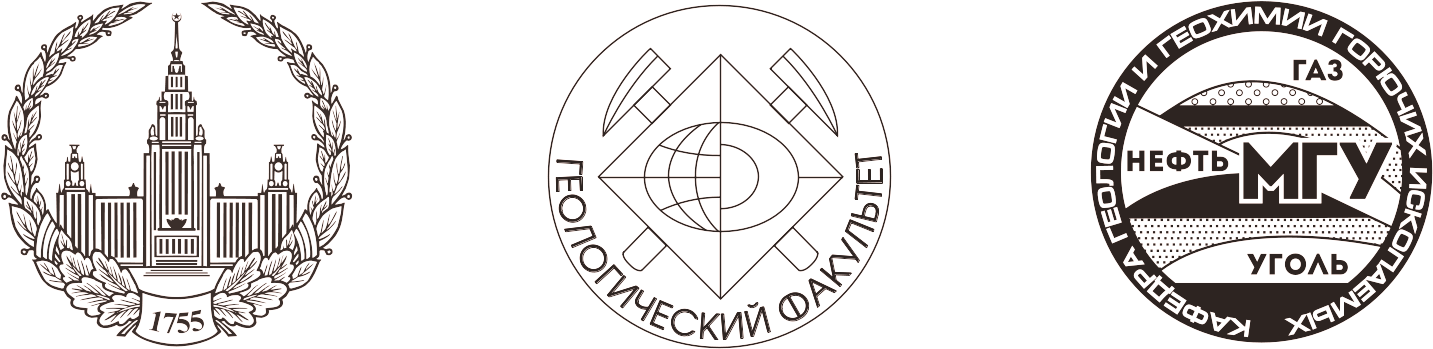 1755
ГЕОЛОГИЧЕСКИЙ ФАКУЛЬТЕТ
КАФЕДРА ГЕОЛОГИИ И ГЕОХИМИИ ГОРЮЧИХ ИСКОПАЕМЫХ
ГАЗ
НЕФТЬ
МГУ
УГОЛЬ